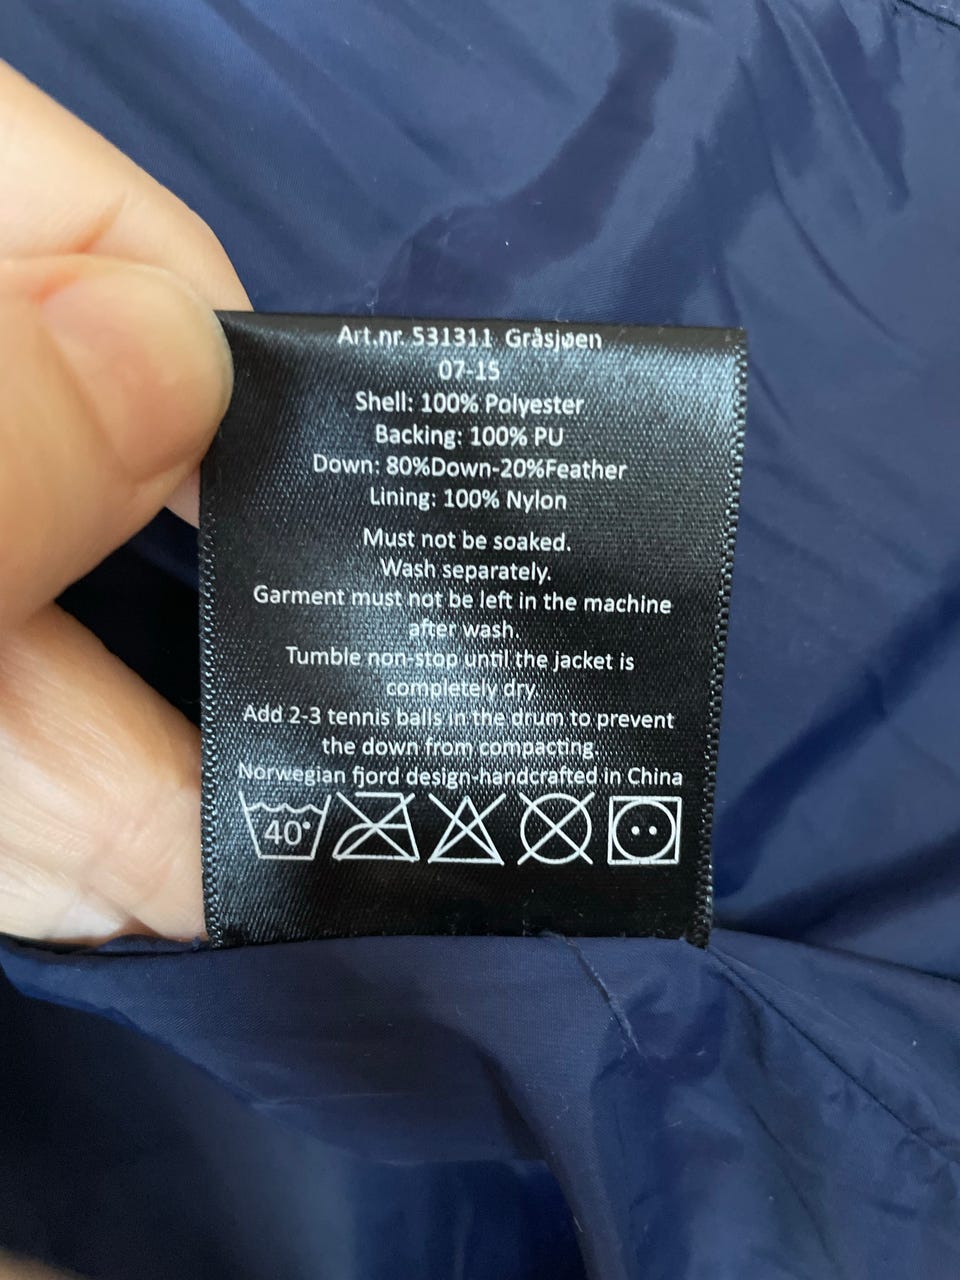 Art.nr. 531311 Gråsjøen
07-15
Shell: 100% Polyester
Backing: 100% PU
Down: 80%Down-20%Feather
Lining: 100% Nylon
Must not be soaked.
Wash separately.
Garment must not be left in the machine
after wash.
Tumble non-stop until the jacket is
completely dry.
Add 2-3 tennis balls in the drum to prevent
the down from compacting.
Norwegian fjord design-handcrafted in China
40°